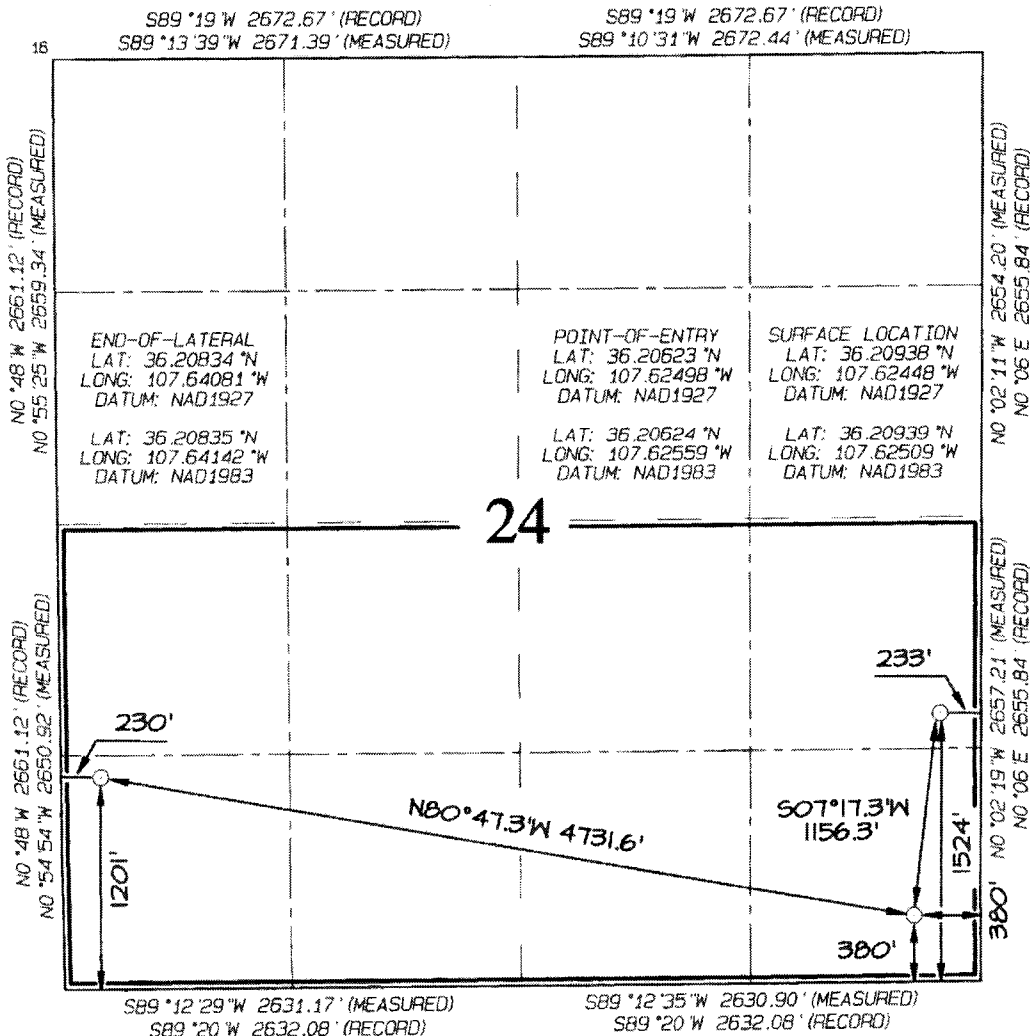 S89°19'W 2672.67' (RECORD)
S89°13'39"W 2671.39' (MEASURED)
S89°19'W 2672.67' (RECORD)
S89°10'31"W 2672.44' (MEASURED)
16
N0°48'W 2661.12' (RECORD)
N0°55'25"W 2659.34' (MEASURED)
N0°02'11"W 2654.20' (MEASURED)
N0°06'E 2655.84' (RECORD)
END-OF-LATERAL
LAT: 36.20834°N
LONG: 107.64081°W
DATUM: NAD1927
LAT: 36.20835°N
LONG: 107.64142°W
DATUM: NAD1983
POINT-OF-ENTRY
LAT: 36.20623°N
LONG: 107.62498°W
DATUM: NAD1927
LAT: 36.20624°N
LONG: 107.62559°W
DATUM: NAD1983
SURFACE LOCATION
LAT: 36.20938°N
LONG: 107.62448°W
DATUM: NAD1927
LAT: 36.20939°N
LONG: 107.62509°W
DATUM: NAD1983
24
N0°48'W 2661.12' (RECORD)
N0°54'54"W 2650.92' (MEASURED)
230'
1201'
N80°47.3'W 4731.6'
S07°17.3'W
1156.3'
233'
1524'
380'
380'
N0°02'19"W 2657.21' (MEASURED)
N0°06'E 2655.84' (RECORD)
S89°12'29"W 2631.17' (MEASURED)
S89°20'W 2632.08' (RECORD)
S89°12'35"W 2630.90' (MEASURED)
S89°20'W 2632.08' (RECORD)